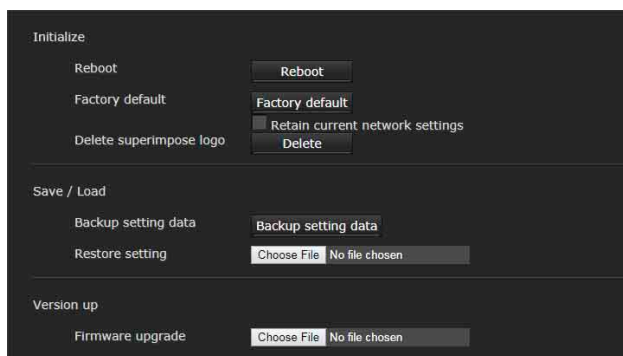 Initialize
Reboot Reboot
Factory default Factory default
Retain current network settings
Delete superimpose logo Delete
Save / Load
Backup setting data Backup setting data
Restore setting Choose File No file chosen
Version up
Firmware upgrade Choose File No file chosen